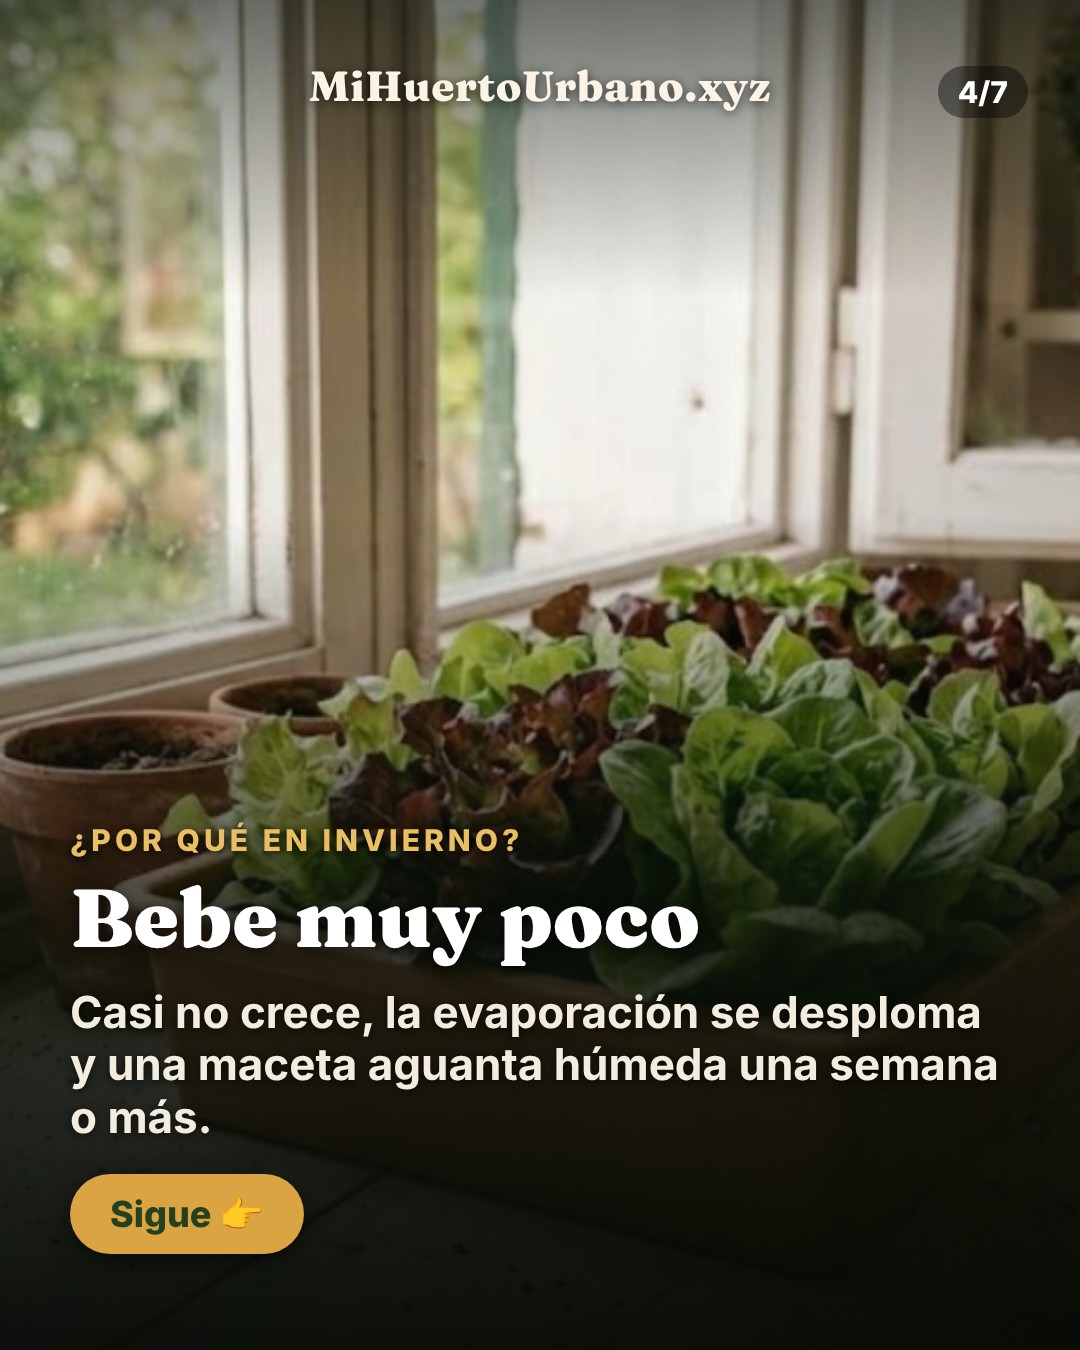 MiHuertoUrbano.xyz
4/7
¿POR QUÉ EN INVIERNO?
Bebe muy poco
Casi no crece, la evaporación se desploma
y una maceta aguanta húmeda una semana
o más.
Sigue 👉